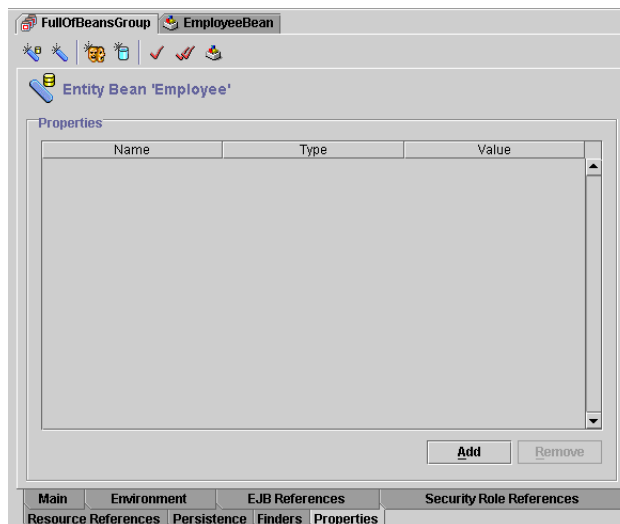 FullOfBeansGroup EmployeeBean
Entity Bean 'Employee'
Properties
Name Type Value
Add Remove
Main Environment EJB References Security Role References
Resource References Persistence Finders Properties